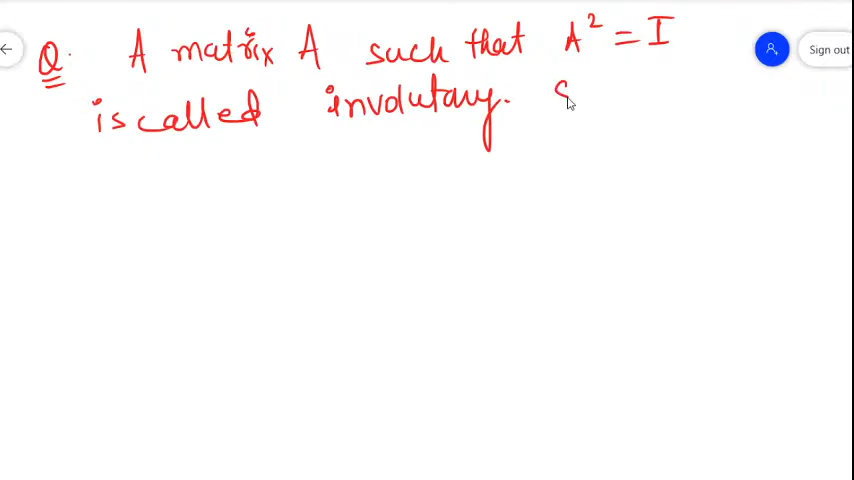 Q. A matrix A such that A² = I
Sign out
is called involutary. S